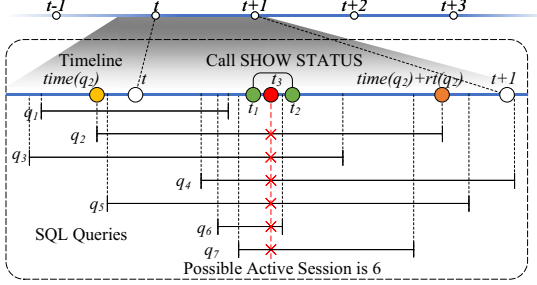 t-1 t t+1 t+2 t+3
Timeline Call SHOW STATUS
time(q2) t t3 time(q2)+rt(q2) t+1
q1 t1 t2
q2
q3
q4
q5
SQL Queries q6
q7
Possible Active Session is 6